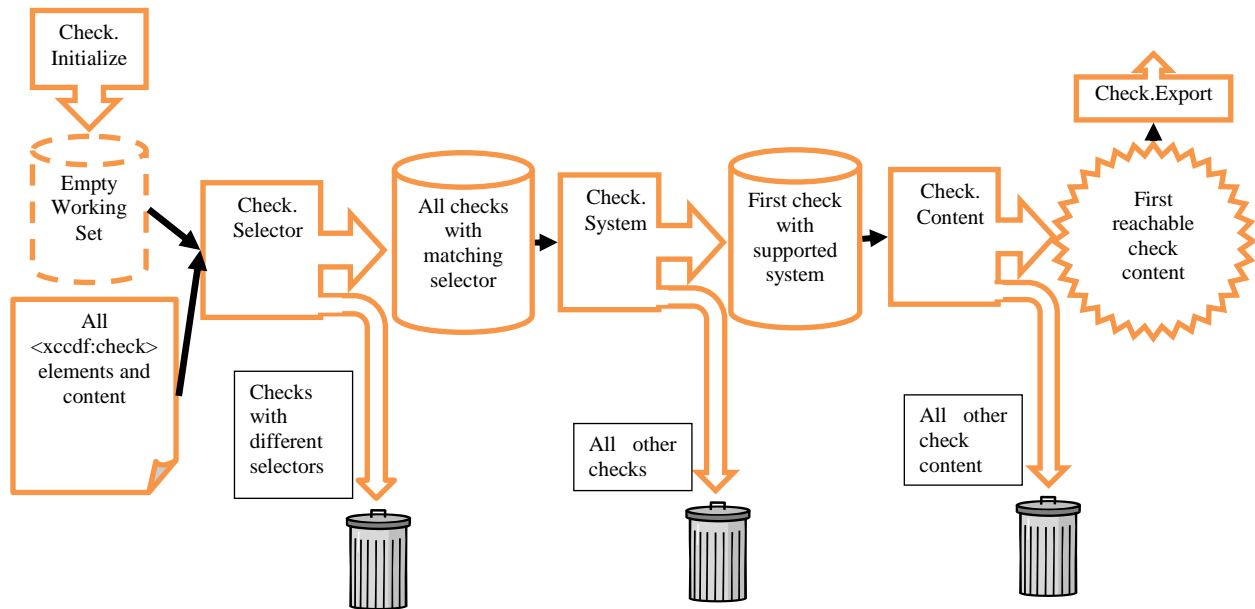 Check.
Initialize
Empty
Working
Set
All
<xccdf:check>
elements and
content
Check.
Selector
Checks
with
different
selectors
All checks
with
matching
selector
Check.
System
All other
checks
First check
with
supported
system
Check.
Content
All other
check
content
First
reachable
check
content
Check.Export